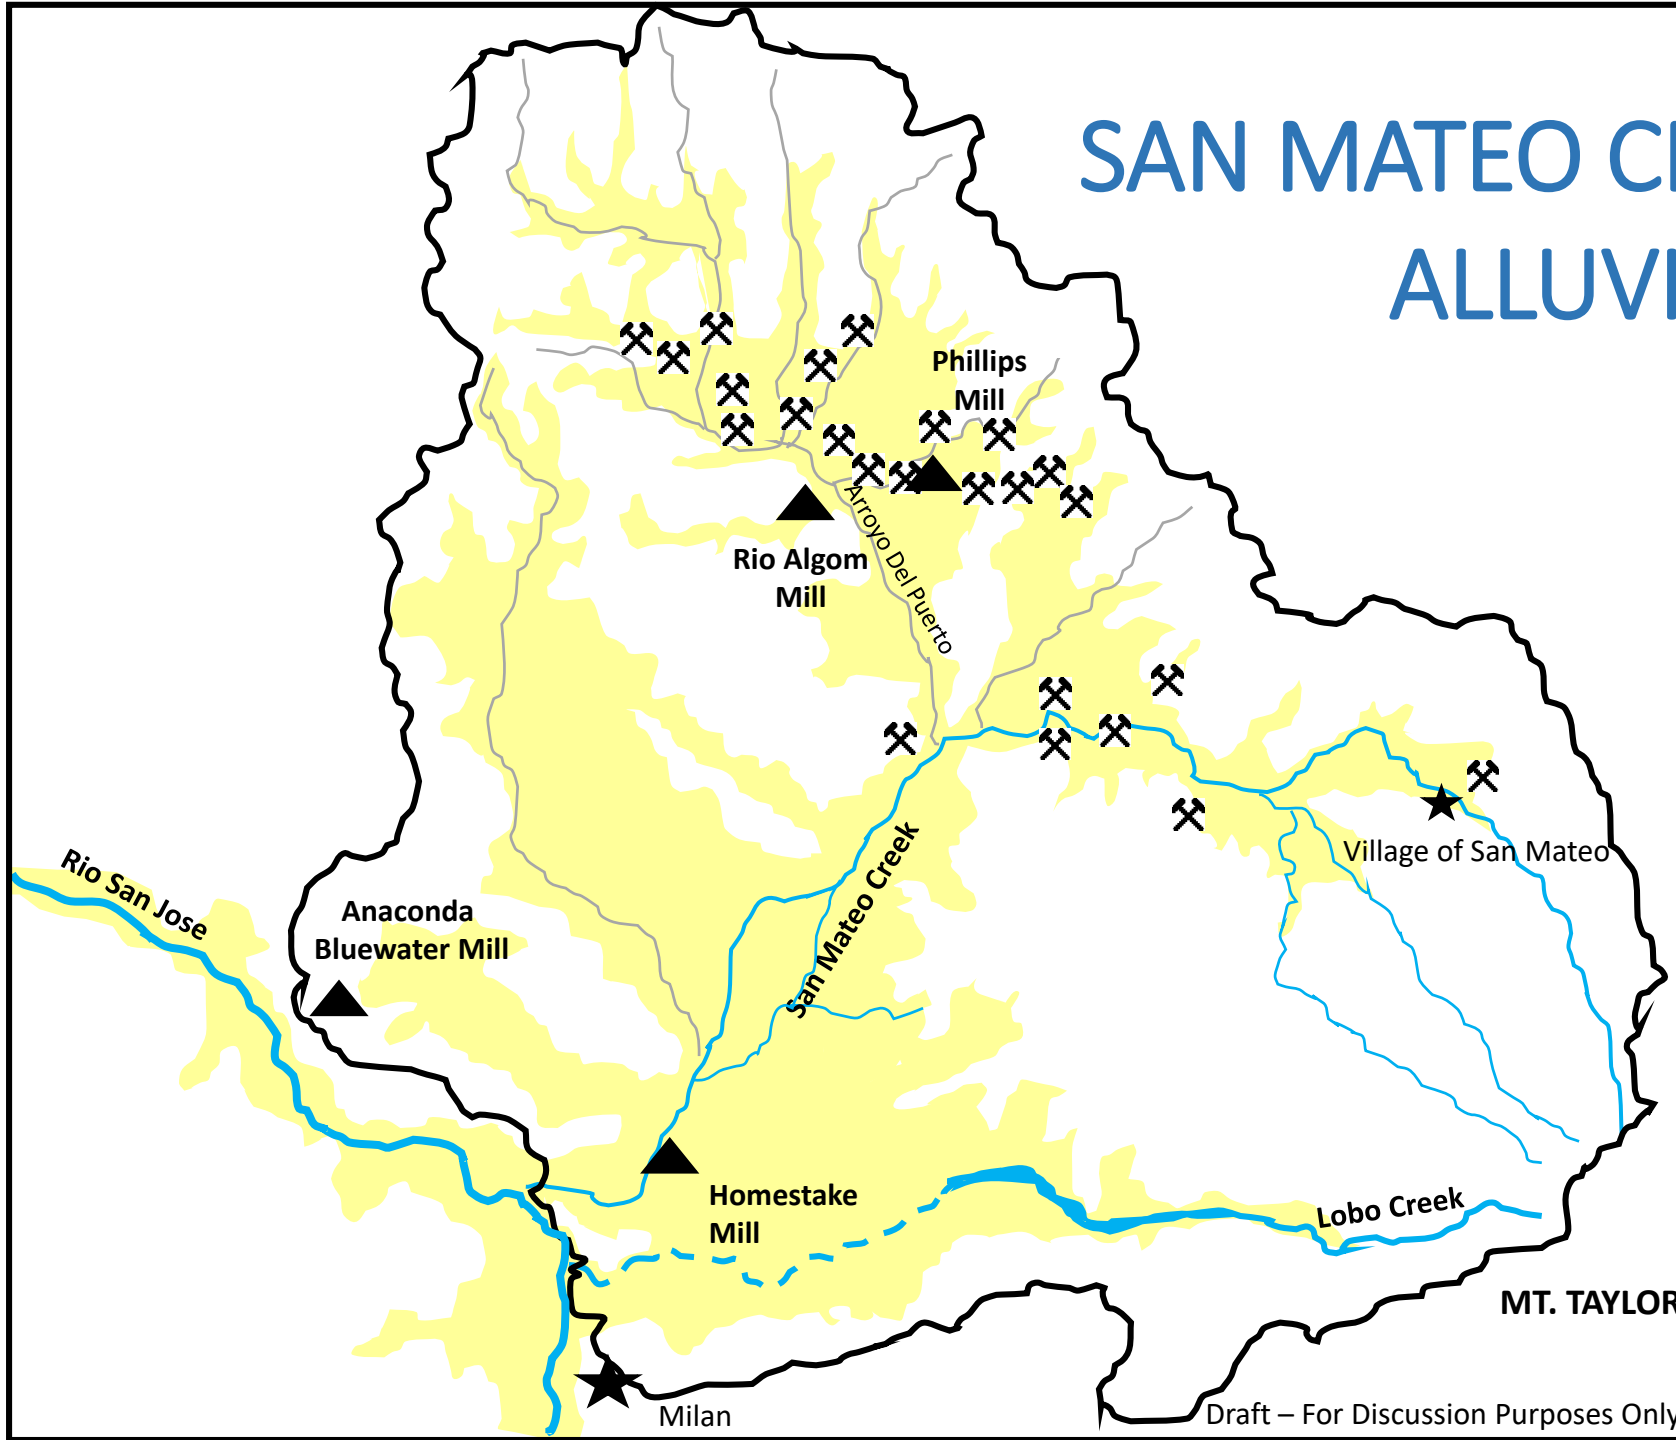 SAN MATEO C
ALLUVI
Phillips
Mill
Rio Algom
Mill
Arroyo Del Puerto
Village of San Mateo
Rio San Jose
Anaconda
Bluewater Mill
San Mateo Creek
Homestake
Mill
Lobo Creek
MT. TAYLOR
Milan
Draft – For Discussion Purposes Only